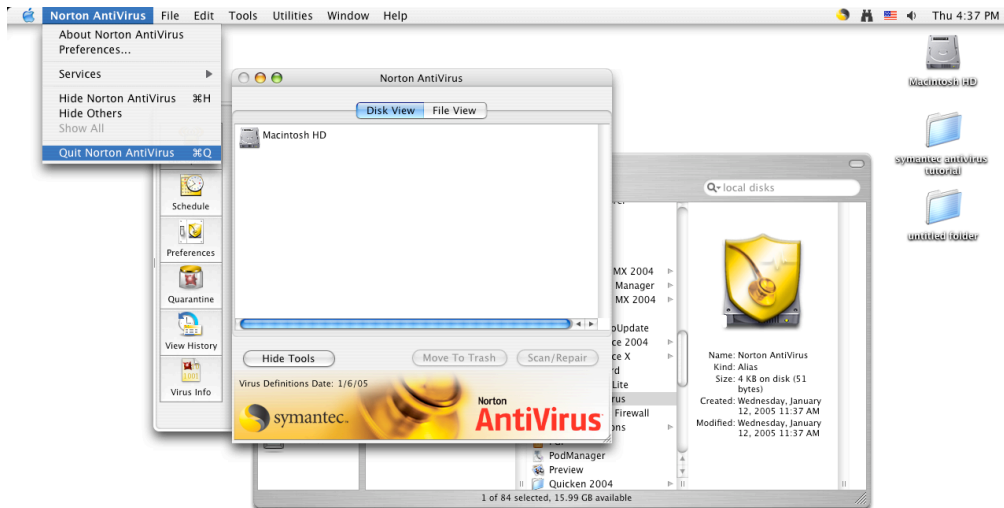 Norton AntiVirus File Edit Tools Utilities Window Help
Thu 4:37 PM
About Norton AntiVirus
Preferences...
Services
Hide Norton AntiVirus ⌘H
Hide Others
Show All
Quit Norton AntiVirus ⌘Q
Schedule
Preferences
Quarantine
View History
Virus Info
Norton AntiVirus
Disk View File View
Macintosh HD
Hide Tools Move To Trash Scan/Repair
Virus Definitions Date: 1/6/05
symantec.
Norton
AntiVirus
local disks
MX 2004
Manager
MX 2004
oUpdate
ce 2004
ce X
rd
Lite
rus
Firewall
ons
PodManager
Preview
Quicken 2004
Name: Norton AntiVirus
Kind: Alias
Size: 4 KB on disk (51
bytes)
Created: Wednesday, January
12, 2005 11:37 AM
Modified: Wednesday, January
12, 2005 11:37 AM
1 of 84 selected, 15.99 GB available
Macintosh HD
symantec antivirus
tutorial
untitled folder